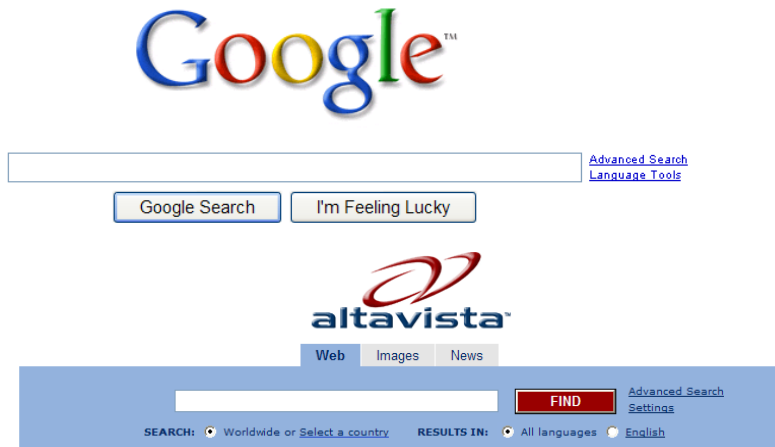 Google™
Advanced Search
Language Tools
Google Search I'm Feeling Lucky
altavista™
Web Images News
FIND Advanced Search
Settings
SEARCH: Worldwide or Select a country RESULTS IN: All languages English